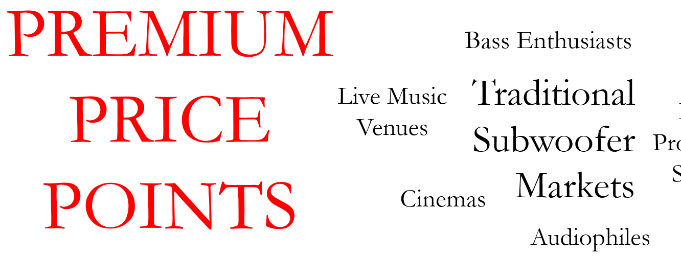 PREMIUM
PRICE
POINTS
Bass Enthusiasts
Live Music
Venues
Traditional
Subwoofer
Markets
Cinemas
Audiophiles